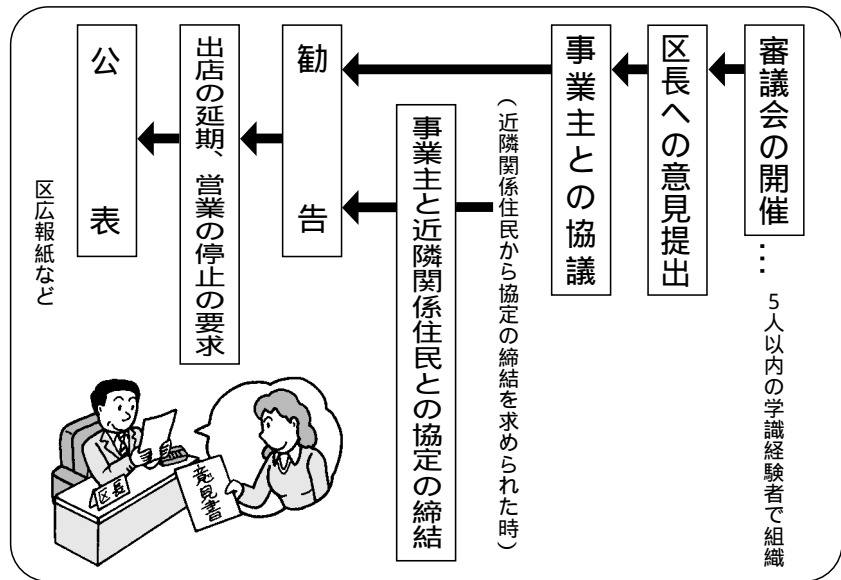 審議会の開催
…5人以内の学識経験者で組織
区長への意見提出
事業主との協議
(近隣関係住民から協定の締結を求められた時)
事業主と近隣関係住民との協定の締結
勧告
出店の延期、営業の停止の要求
公表
区広報紙など
区長
意見書